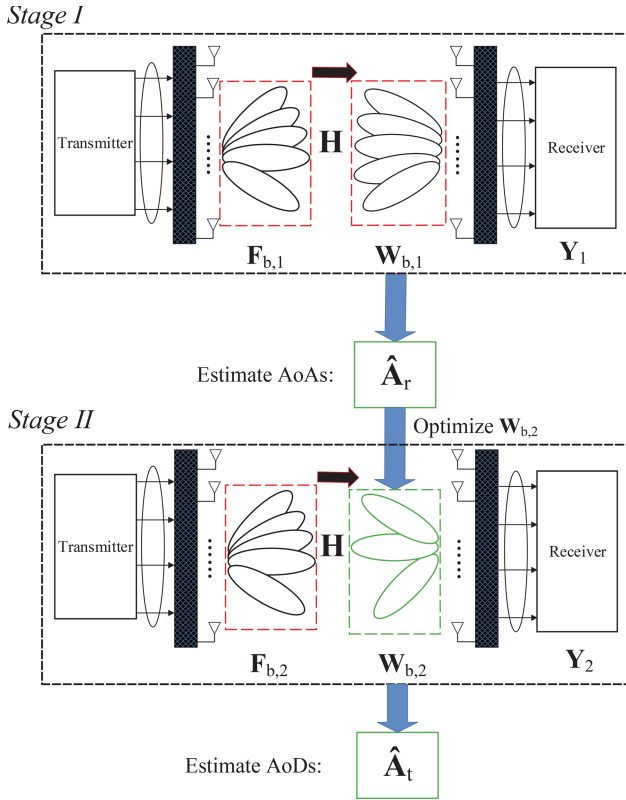 Stage I
Transmitter
H
Receiver
F_b,1
W_b,1
Y_1
Estimate AoAs:
Â_r
Stage II
Optimize W_b,2
Transmitter
H
Receiver
F_b,2
W_b,2
Y_2
Estimate AoDs:
Â_t